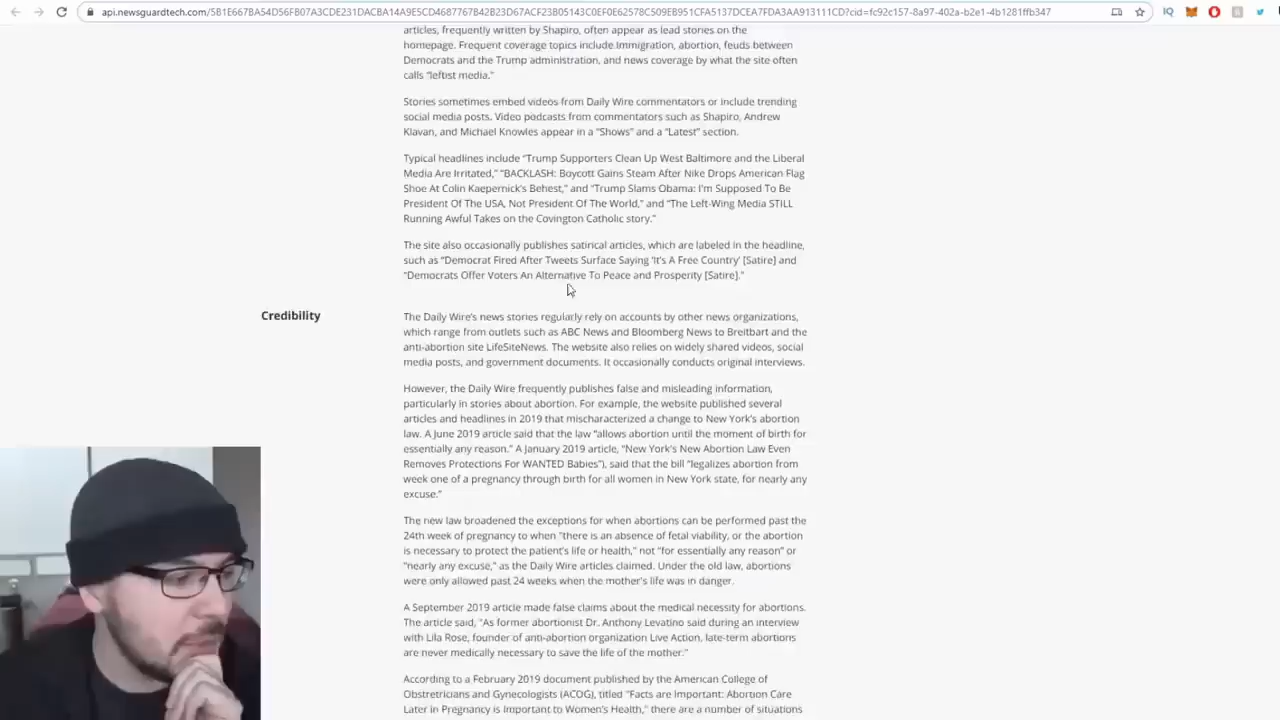 api.newsguardtech.com/5B1E667BA54D56FB07A3CDE231DACBA14A9E5CD4687767B42B23D67ACF23B05143C0EF0E62578C509EB951CFA5137DCEA7FDA3AA913111CD?cid=fc92c157-8a97-402a-b2e1-4b1281ffb347
articles, frequently written by Shapiro, often appear as lead stories on the
homepage. Frequent coverage topics include immigration, abortion, feuds between
Democrats and the Trump administration, and news coverage by what the site often
calls “leftist media.”
Stories sometimes embed videos from Daily Wire commentators or include trending
social media posts. Video podcasts from commentators such as Shapiro, Andrew
Klavan, and Michael Knowles appear in a “Shows” and a “Latest” section.
Typical headlines include “Trump Supporters Clean Up West Baltimore and the Liberal
Media Are Irritated,” “BACKLASH: Boycott Gains Steam After Nike Drops American Flag
Shoe At Colin Kaepernick’s Behest,” and “Trump Slams Obama: I’m Supposed To Be
President Of The USA, Not President Of The World,” and “The Left-Wing Media STILL
Running Awful Takes on the Covington Catholic story.”
The site also occasionally publishes satirical articles, which are labeled in the headline,
such as “Democrat Fired After Tweets Surface Saying ‘It’s A Free Country’ [Satire] and
“Democrats Offer Voters An Alternative To Peace and Prosperity [Satire].”
Credibility
The Daily Wire’s news stories regularly rely on accounts by other news organizations,
which range from outlets such as ABC News and Bloomberg News to Breitbart and the
anti-abortion site LifeSiteNews. The website also relies on widely shared videos, social
media posts, and government documents. It occasionally conducts original interviews.
However, the Daily Wire frequently publishes false and misleading information,
particularly in stories about abortion. For example, the website published several
articles and headlines in 2019 that mischaracterized a change to New York’s abortion
law. A June 2019 article said that the law “allows abortion until the moment of birth for
essentially any reason.” A January 2019 article, “New York’s New Abortion Law Even
Removes Protections For WANTED Babies”), said that the bill “legalizes abortion from
week one of a pregnancy through birth for all women in New York state, for nearly any
excuse.”
The new law broadened the exceptions for when abortions can be performed past the
24th week of pregnancy to when “there is an absence of fetal viability, or the abortion
is necessary to protect the patient’s life or health,” not “for essentially any reason” or
“nearly any excuse,” as the Daily Wire articles claimed. Under the old law, abortions
were only allowed past 24 weeks when the mother’s life was in danger.
A September 2019 article made false claims about the medical necessity for abortions.
The article said, “As former abortionist Dr. Anthony Levatino said during an interview
with Lila Rose, founder of anti-abortion organization Live Action, late-term abortions
are never medically necessary to save the life of the mother.”
According to a February 2019 document published by the American College of
Obstetricians and Gynecologists (ACOG), titled “Facts are Important: Abortion Care
Later in Pregnancy is Important to Women’s Health,” there are a number of situations